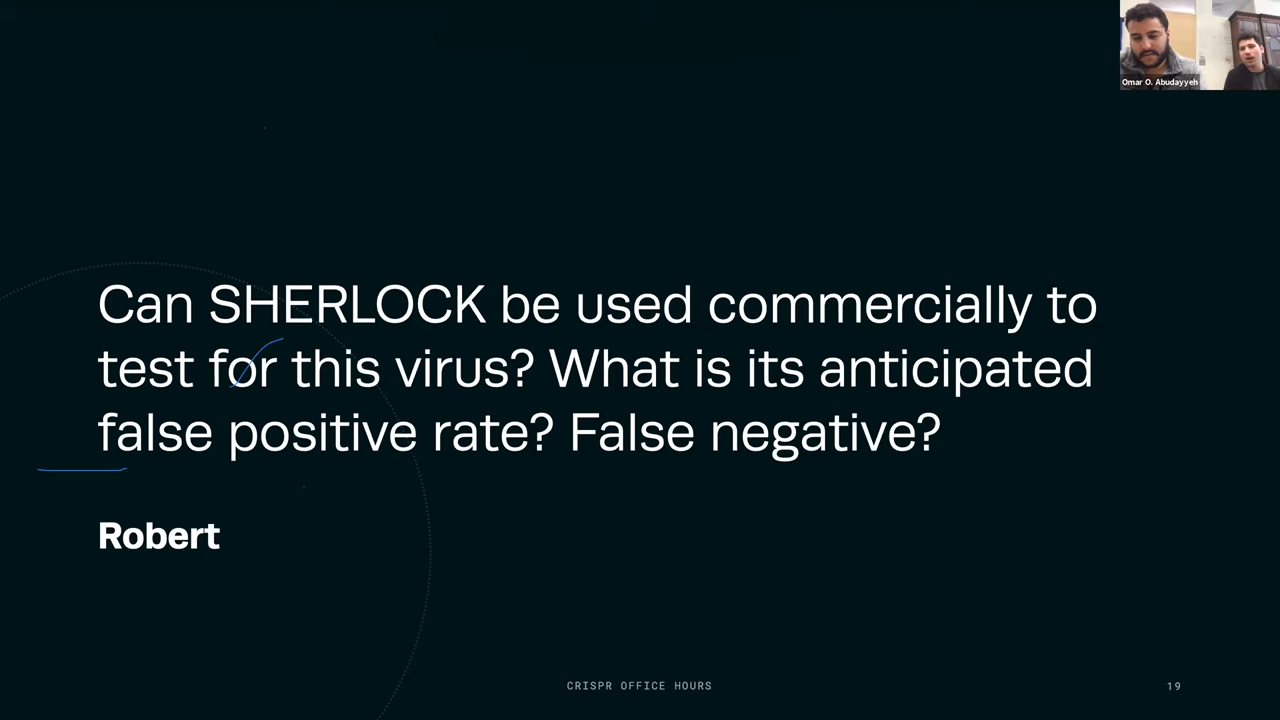 Omar O. Abudayyeh
Can SHERLOCK be used commercially to
test for this virus? What is its anticipated
false positive rate? False negative?
Robert
CRISPR OFFICE HOURS
19